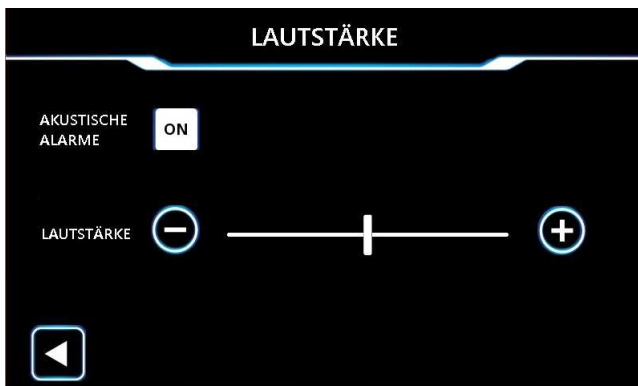 LAUTSTÄRKE
AKUSTISCHE
ALARME
ON
LAUTSTÄRKE